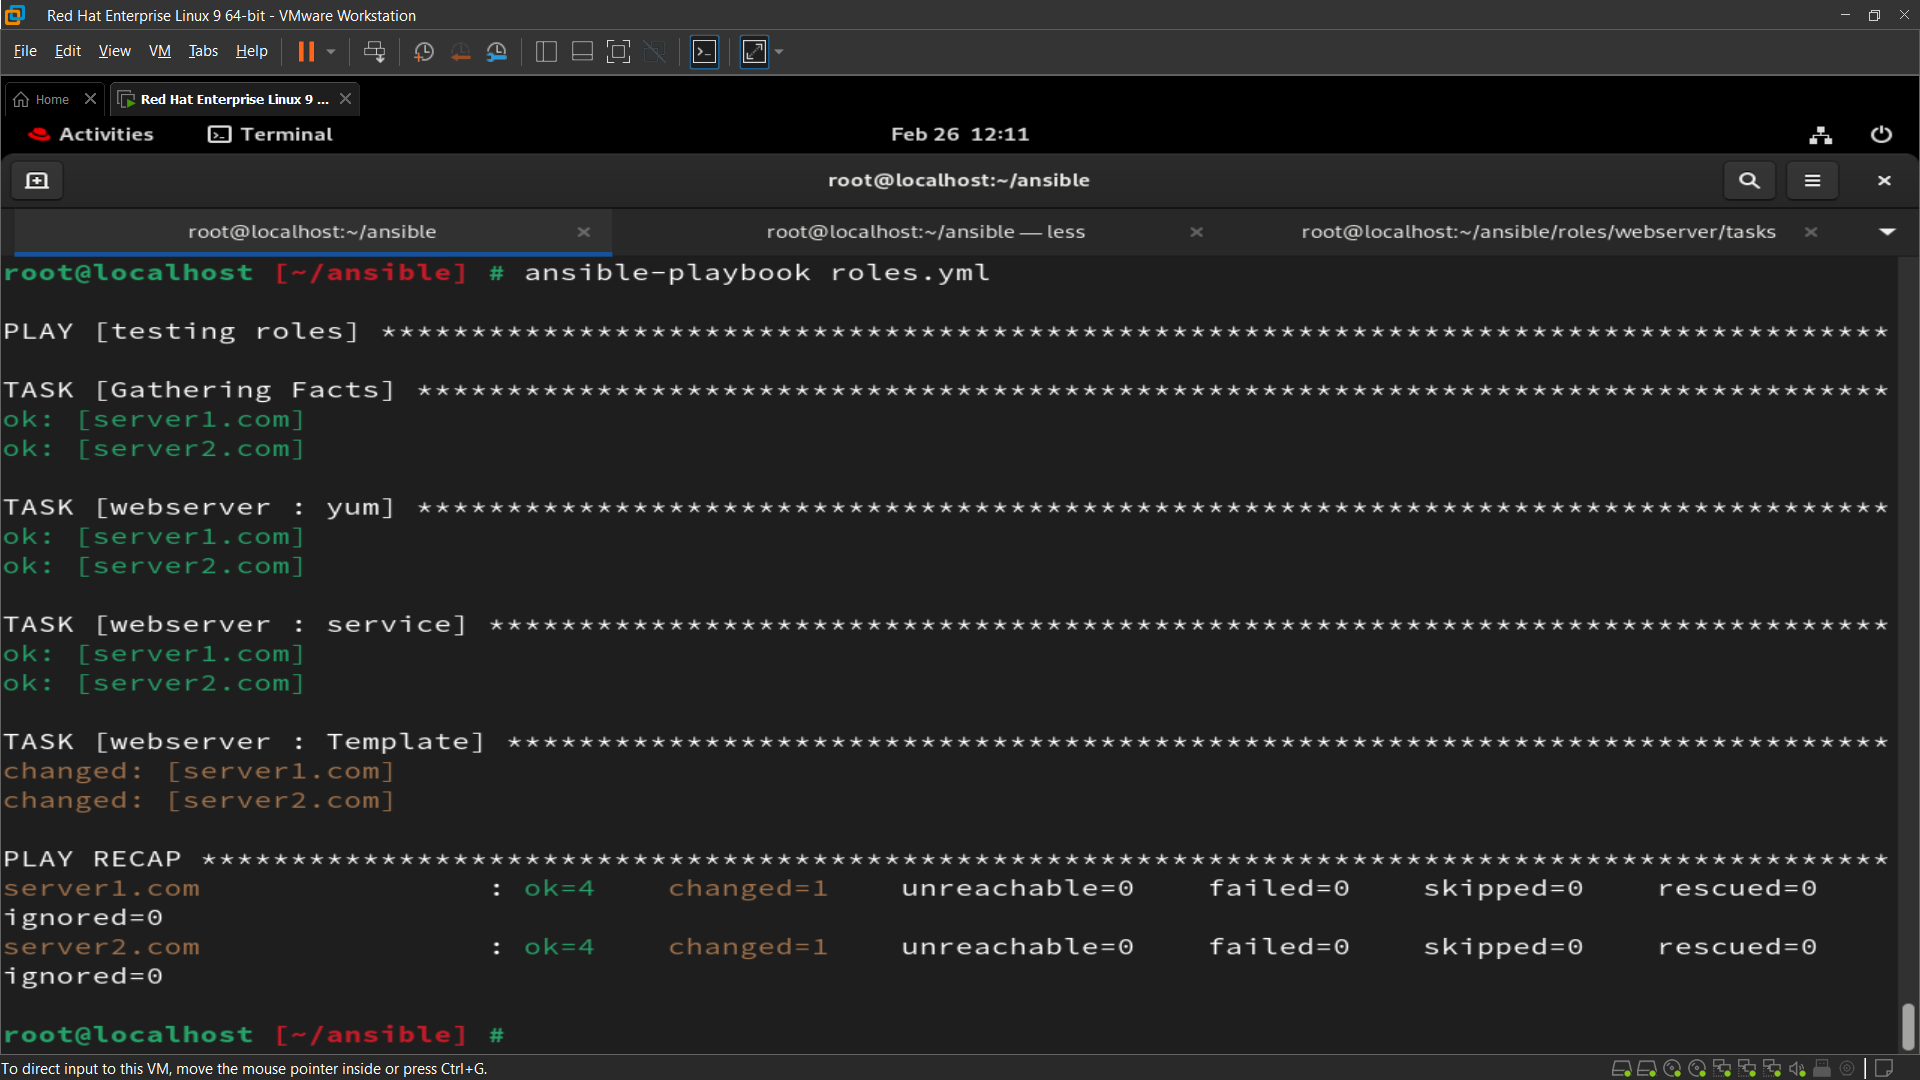 Red Hat Enterprise Linux 9 64-bit - VMware Workstation
File Edit View VM Tabs Help
Home Red Hat Enterprise Linux 9 ...
Activities Terminal Feb 26 12:11
root@localhost:~/ansible
root@localhost:~/ansible root@localhost:~/ansible — less root@localhost:~/ansible/roles/webserver/tasks
root@localhost [~/ansible] # ansible-playbook roles.yml
PLAY [testing roles] ************************************************************************************
TASK [Gathering Facts] **********************************************************************************
ok: [server1.com]
ok: [server2.com]
TASK [webserver : yum] **********************************************************************************
ok: [server1.com]
ok: [server2.com]
TASK [webserver : service] ******************************************************************************
ok: [server1.com]
ok: [server2.com]
TASK [webserver : Template] *****************************************************************************
changed: [server1.com]
changed: [server2.com]
PLAY RECAP **********************************************************************************************
server1.com : ok=4 changed=1 unreachable=0 failed=0 skipped=0 rescued=0
ignored=0
server2.com : ok=4 changed=1 unreachable=0 failed=0 skipped=0 rescued=0
ignored=0
root@localhost [~/ansible] #
To direct input to this VM, move the mouse pointer inside or press Ctrl+G.